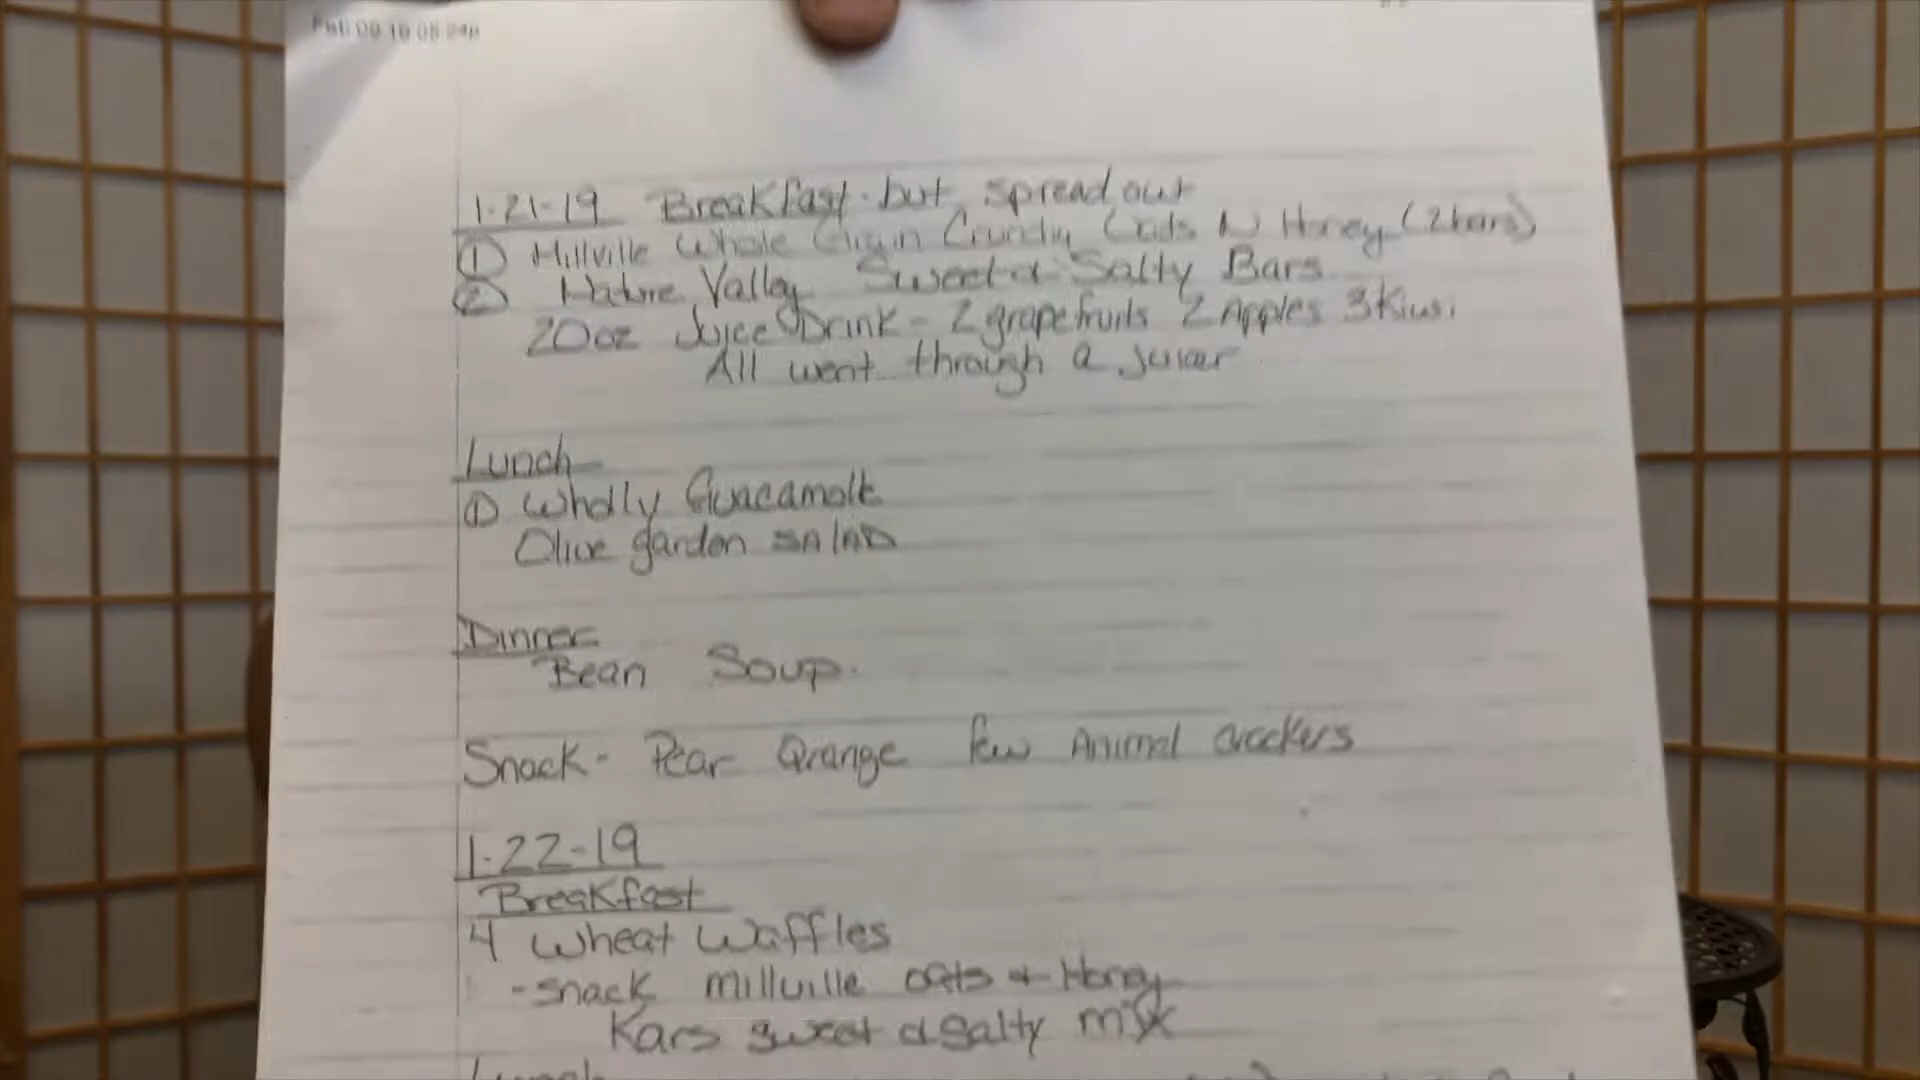 1-21-19 Breakfast - but spread out
① Millville Whole Grain Crunchy Oats N Honey (2bars)
② Nature Valley Sweet & Salty Bars
20oz Juice Drink - 2 grapefruits 2 Apples 3 Kiwi
All went through a juicer
Lunch
① Wholly Guacamole
Olive garden salad
Dinner
Bean Soup.
Snack - Pear Orange few Animal crackers
1-22-19
Breakfast
4 Wheat Waffles
- snack millville oats & Honey
Kars sweet & salty mix
Lunch